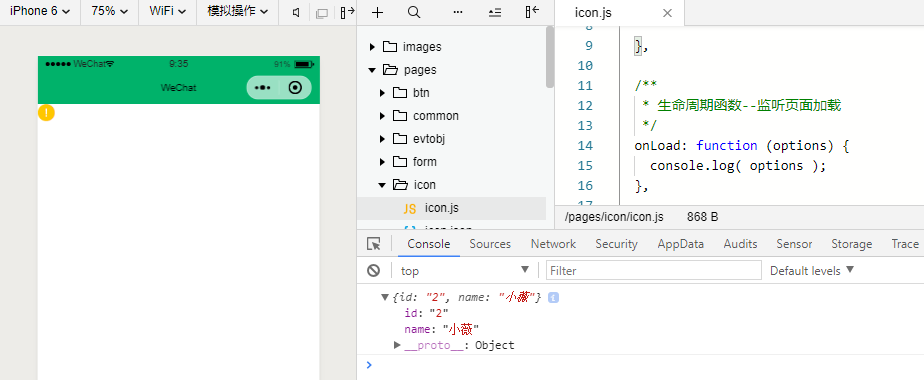 iPhone 6 75% WiFi 模拟操作
WeChat 9:35 91%
WeChat
images
pages
btn
common
evtobj
form
icon
JS icon.js
icon.js
9 },
10
11 /**
12 * 生命周期函数--监听页面加载
13 */
14 onLoad: function (options) {
15 console.log( options );
16 },
/pages/icon/icon.js 868 B
Console Sources Network Security AppData Audits Sensor Storage Trace
top Filter Default levels
{id: "2", name: "小薇"}
id: "2"
name: "小薇"
__proto__: Object